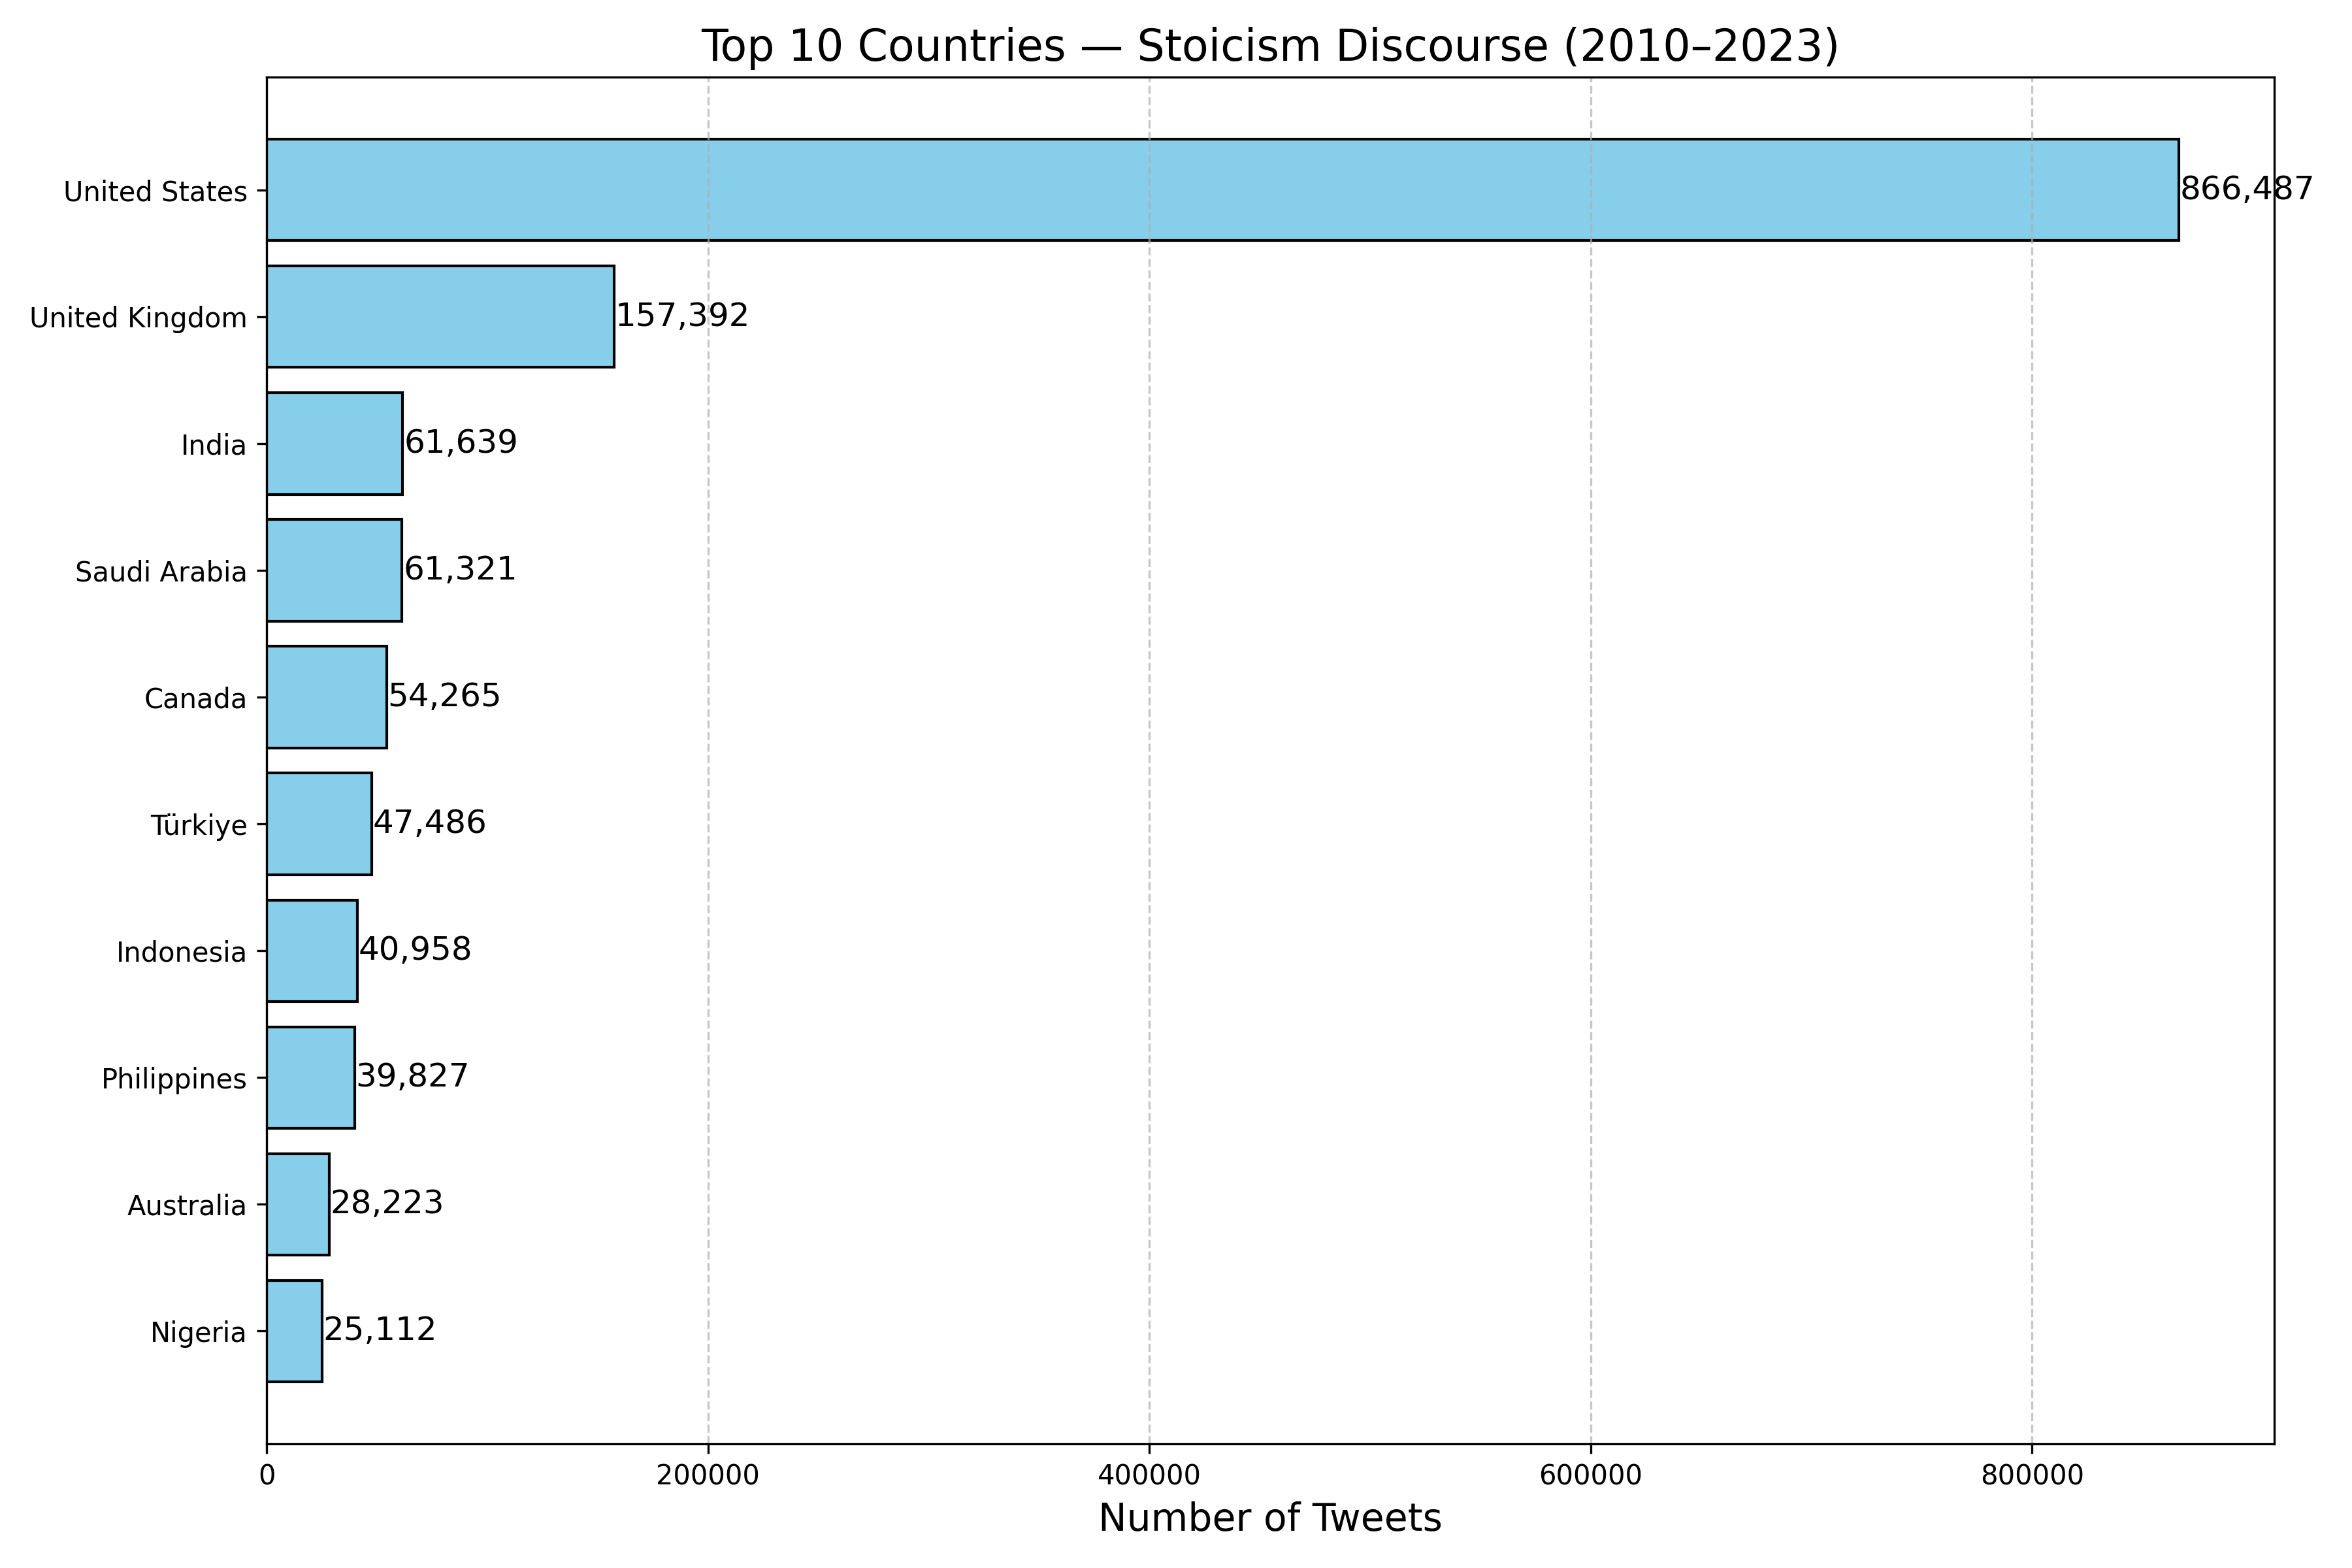 Top 10 Countries — Stoicism Discourse (2010–2023)
United States 866,487
United Kingdom 157,392
India 61,639
Saudi Arabia 61,321
Canada 54,265
Türkiye 47,486
Indonesia 40,958
Philippines 39,827
Australia 28,223
Nigeria 25,112
0 200000 400000 600000 800000
Number of Tweets